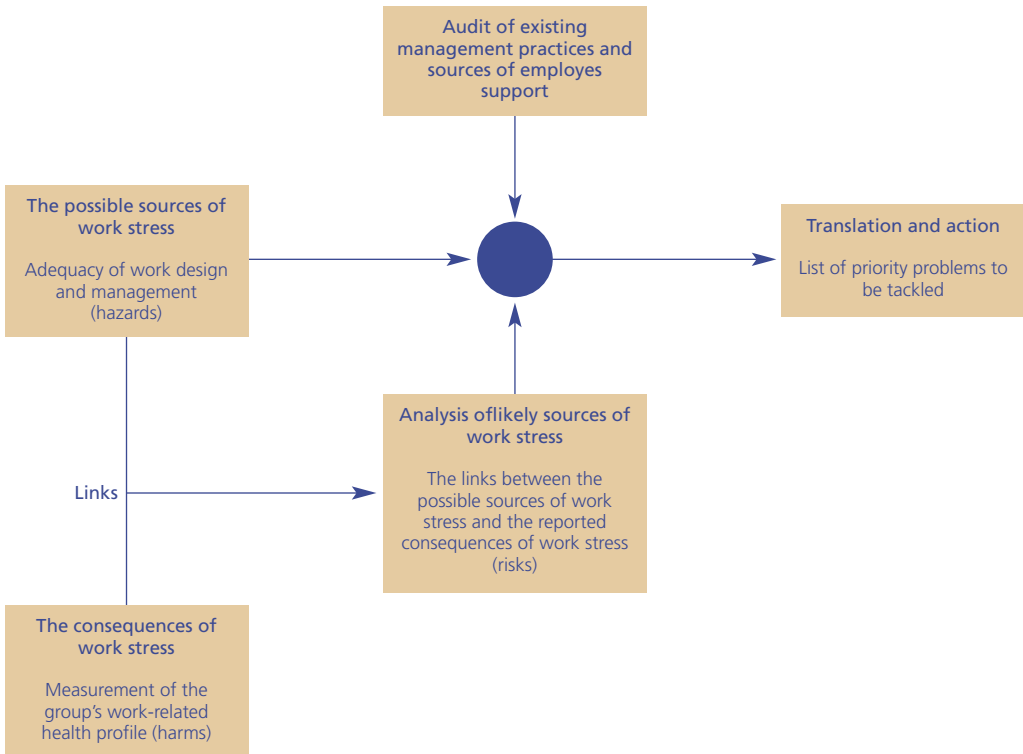 Audit of existing
management practices and
sources of employes
support
The possible sources of
work stress
Adequacy of work design
and management
(hazards)
Translation and action
List of priority problems to
be tackled
Analysis oflikely sources of
work stress
The links between the
possible sources of work
stress and the reported
consequences of work stress
(risks)
Links
The consequences of
work stress
Measurement of the
group’s work-related
health profile (harms)